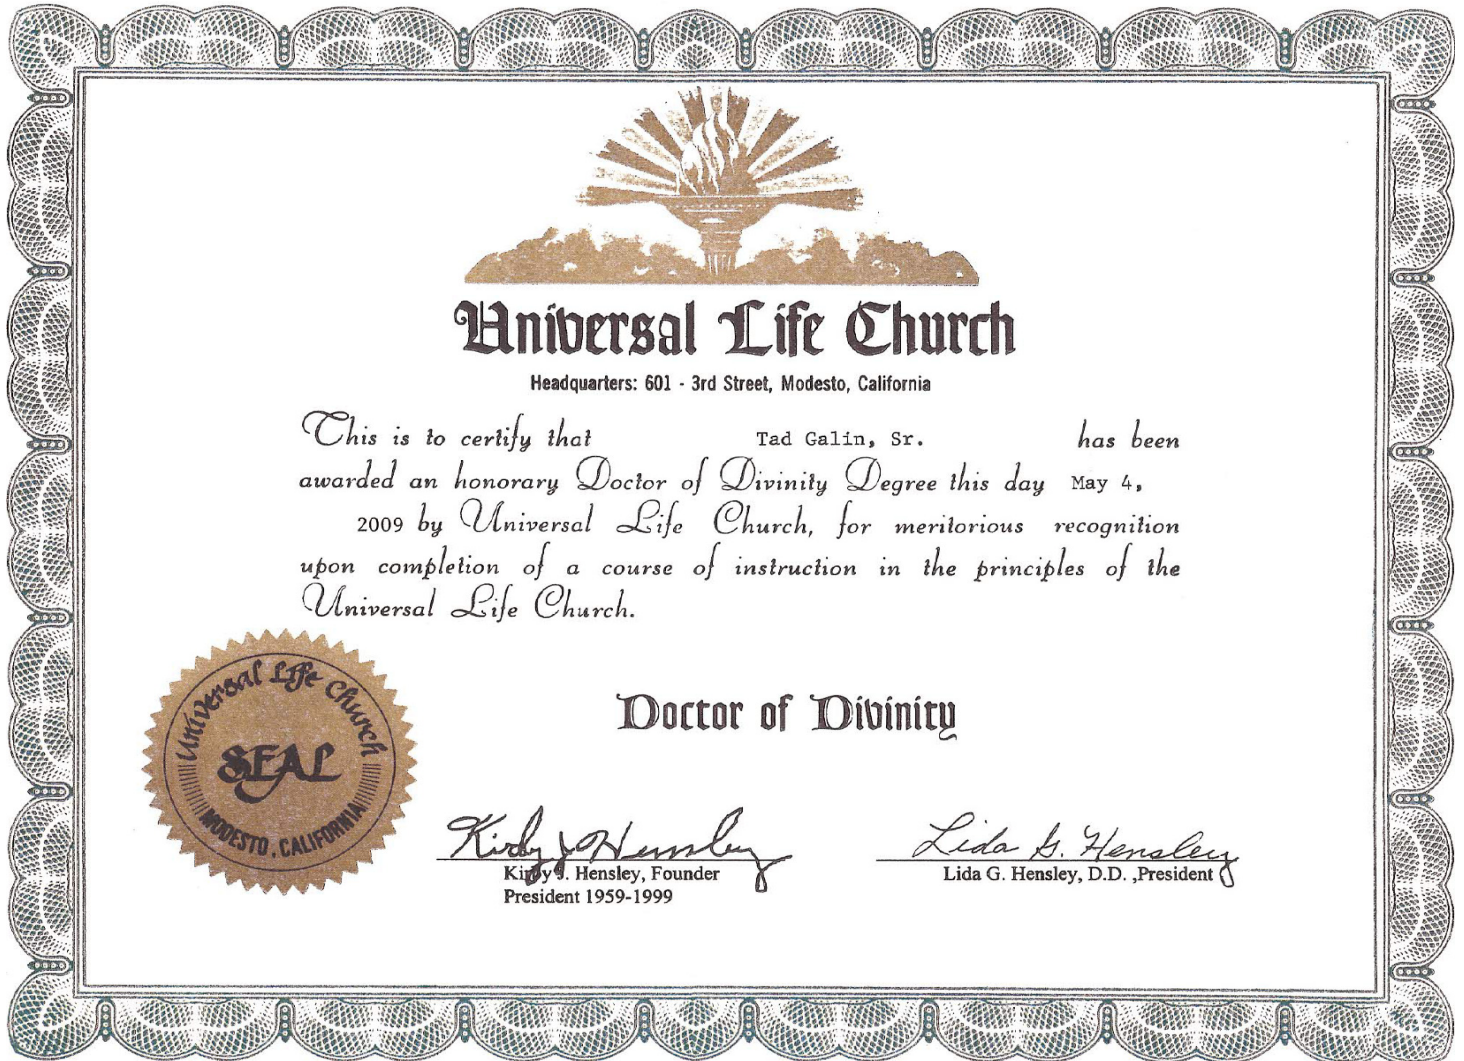 Universal Life Church
Headquarters: 601 - 3rd Street, Modesto, California
This is to certify that Tad Galin, Sr. has been
awarded an honorary Doctor of Divinity Degree this day May 4,
2009 by Universal Life Church, for meritorious recognition
upon completion of a course of instruction in the principles of the
Universal Life Church.
Universal Life Church
SEAL
MODESTO, CALIFORNIA
Doctor of Divinity
Kirby J. Hensley
Kirby J. Hensley, Founder
President 1959-1999
Lida G. Hensley
Lida G. Hensley, D.D. ,President